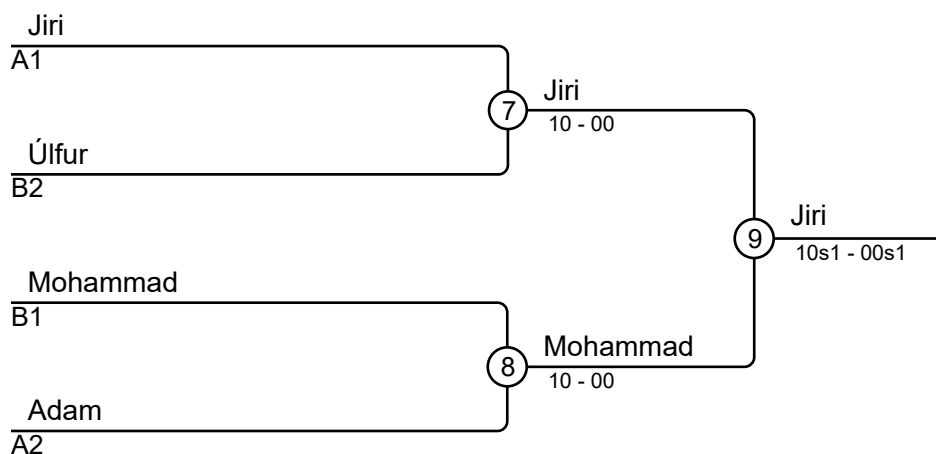 Jiri
A1
7
Jiri
10 - 00
Úlfur
B2
9
Jiri
10s1 - 00s1
Mohammad
B1
8
Mohammad
10 - 00
Adam
A2